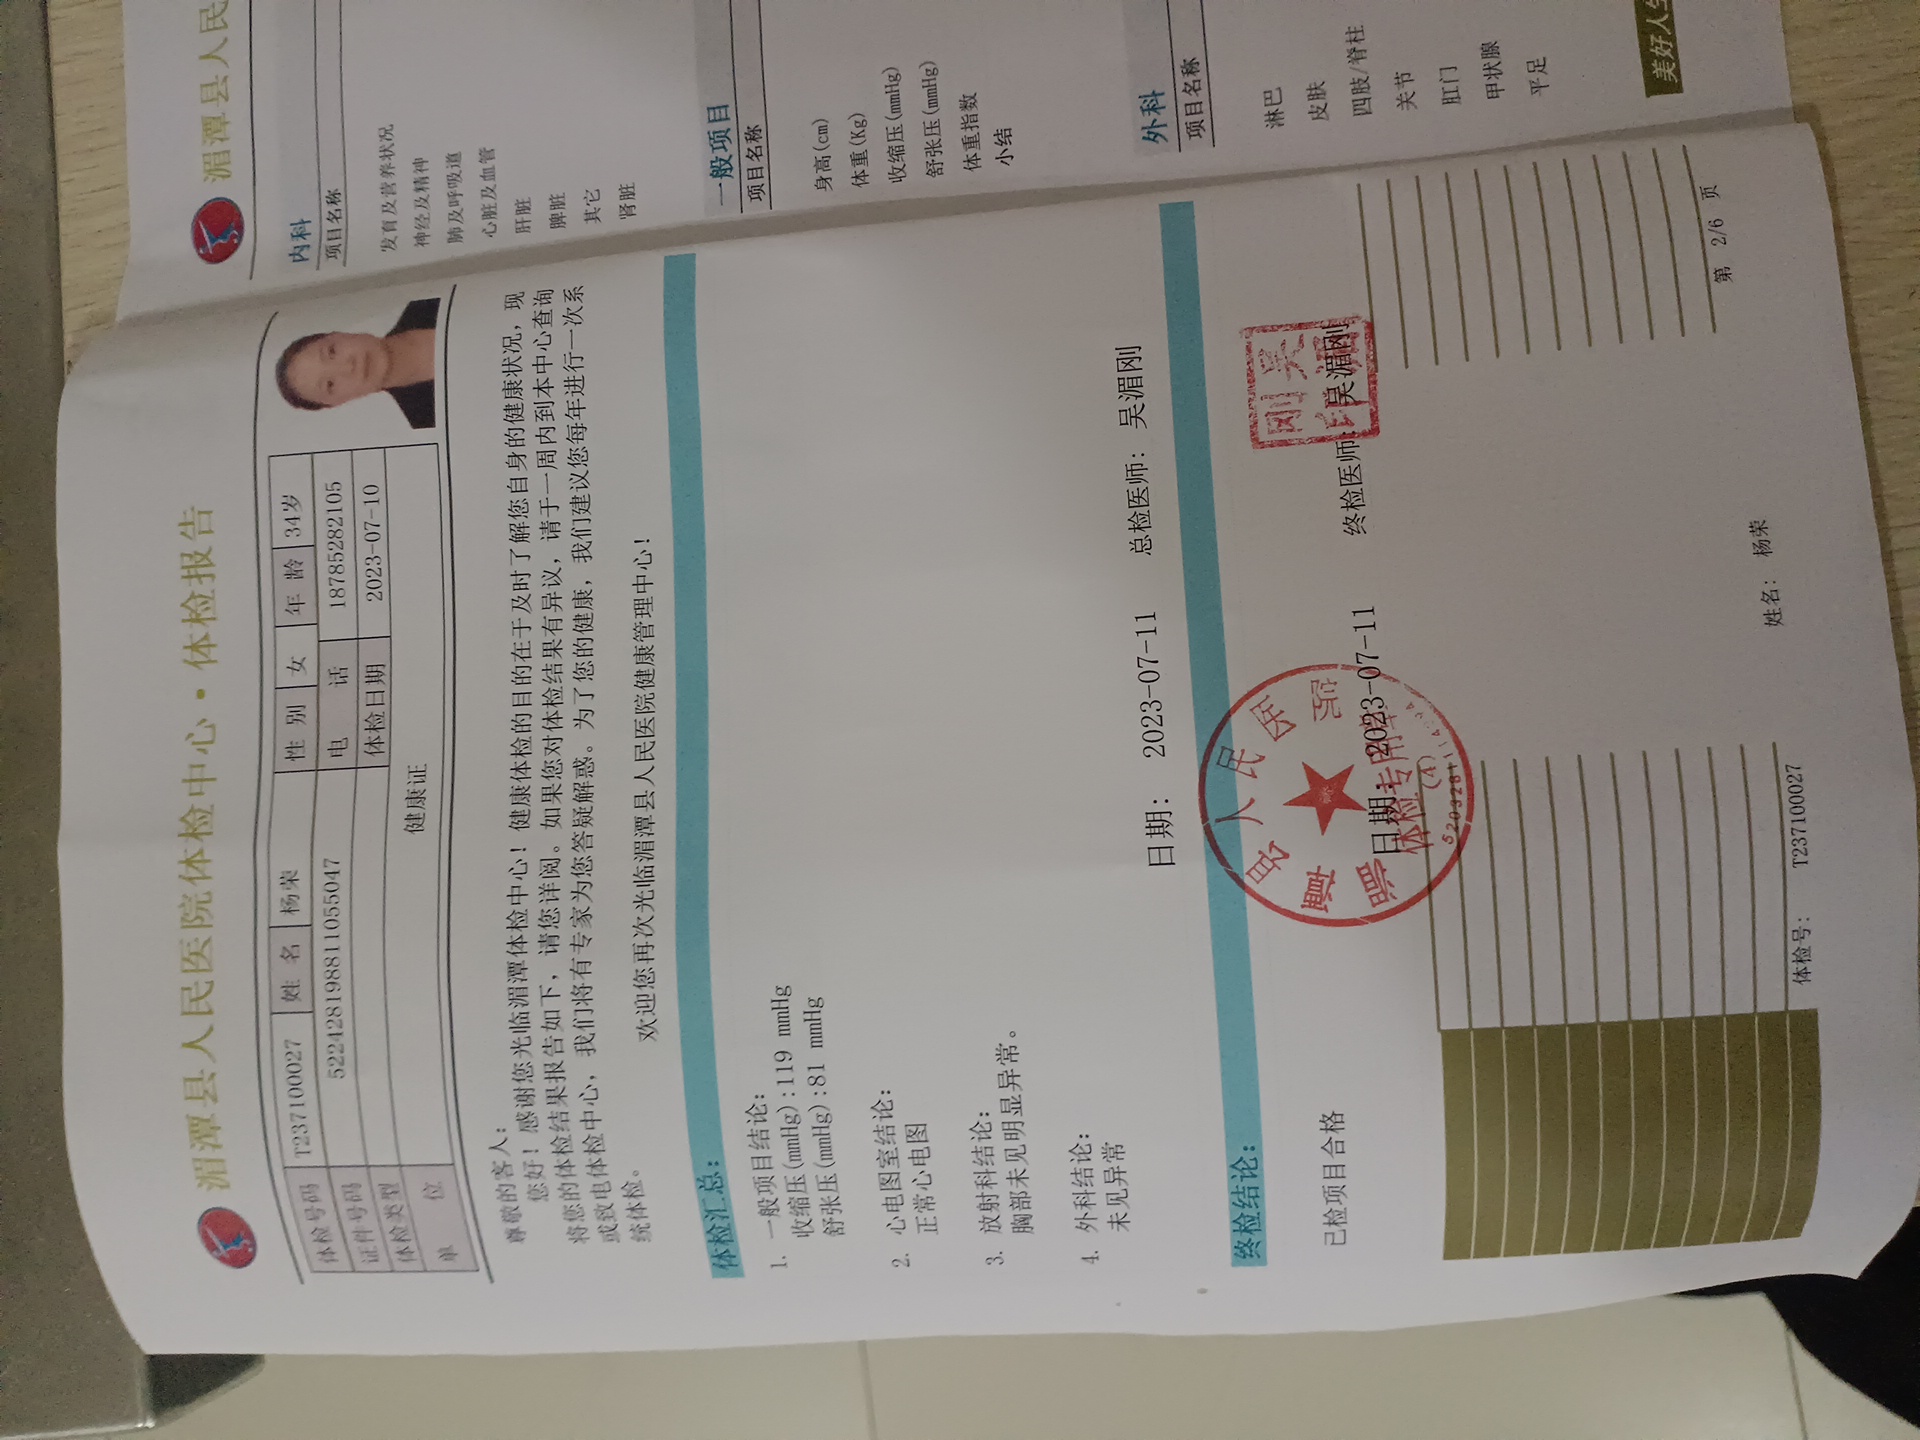 湄潭县人民医院体检中心·体检报告
体检号码 T237100027 姓名 杨荣 性别 女 年龄 34岁
证件号码 522428198811055047 电话 18785282105
体检类型 体检日期 2023-07-10
单位 健康证
尊敬的客人：
您好！感谢您光临湄潭体检中心！健康体检的目的在于及时了解您自身的健康状况，现
将您的体检结果报告如下，请您详阅。如果您对体检结果有异议，请于一周内到本中心查询
或致电体检中心，我们将有专家为您答疑解惑。为了您的健康，我们建议您每年进行一次系
统体检。
欢迎您再次光临湄潭县人民医院健康管理中心！
体检汇总：
1. 一般项目结论：
收缩压(mmHg):119 mmHg
舒张压(mmHg):81 mmHg
2. 心电图室结论：
正常心电图
3. 放射科结论：
胸部未见明显异常。
4. 外科结论：
未见异常
日期： 2023-07-11 总检医师： 吴湄刚
终检结论：
已检项目合格
日期：2023-07-11 终检医师：吴湄刚
湄潭县人民医院
体检专用章
(4)
体检号： T237100027 姓名： 杨荣 第 2/6 页
湄潭县人民
内科
项目名称
发育及营养状况
神经及精神
肺及呼吸道
心脏及血管
肝脏
脾脏
其它
肾脏
一般项目
项目名称
身高(cm)
体重(Kg)
收缩压(mmHg)
舒张压(mmHg)
体重指数
小结
外科
项目名称
淋巴
皮肤
四肢/脊柱
关节
肛门
甲状腺
平足
美好人生